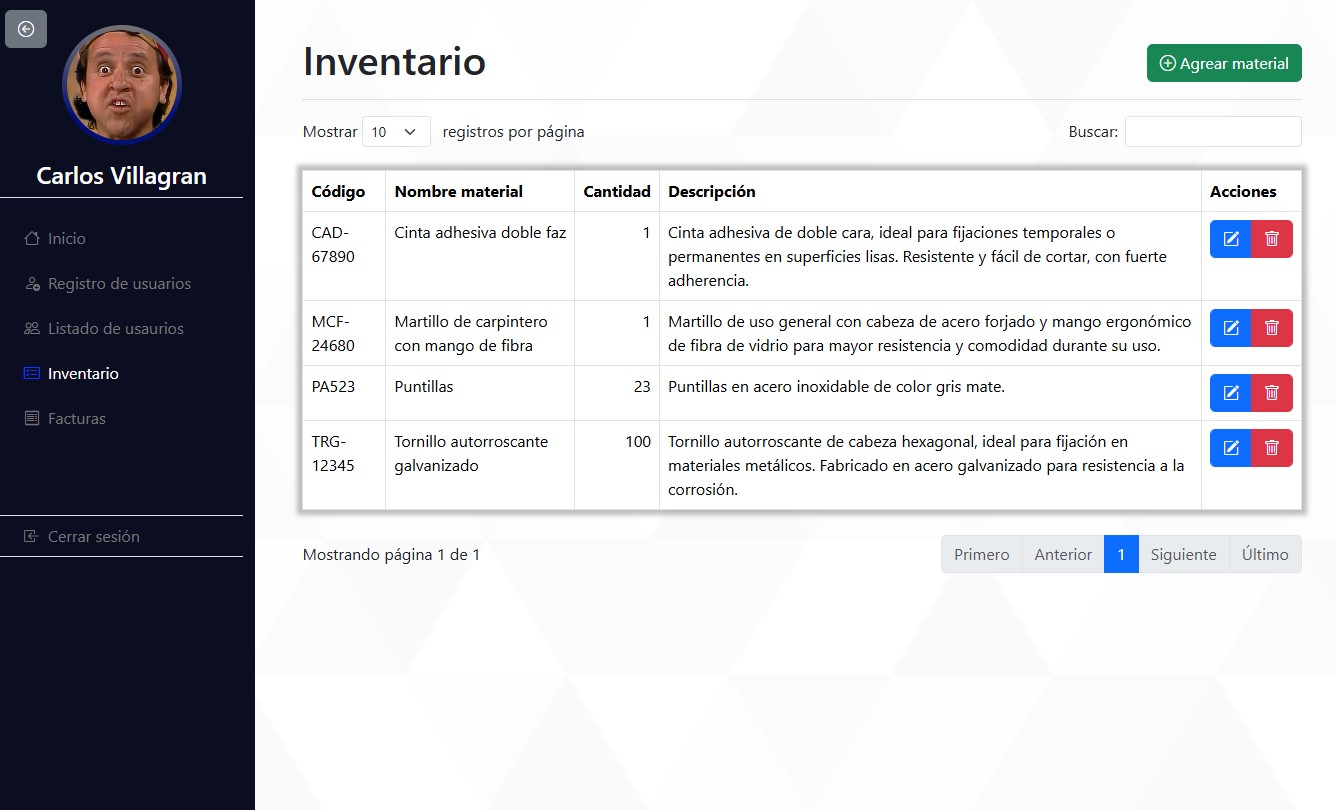 Carlos Villagran
Inicio
Registro de usuarios
Listado de usaurios
Inventario
Facturas
Cerrar sesión
Inventario
Agrear material
Mostrar 10 registros por página
Buscar:
Código Nombre material Cantidad Descripción Acciones
CAD- Cinta adhesiva doble faz 1 Cinta adhesiva de doble cara, ideal para fijaciones temporales o
67890 permanentes en superficies lisas. Resistente y fácil de cortar, con fuerte
adherencia.
MCF- Martillo de carpintero 1 Martillo de uso general con cabeza de acero forjado y mango ergonómico
24680 con mango de fibra de fibra de vidrio para mayor resistencia y comodidad durante su uso.
PA523 Puntillas 23 Puntillas en acero inoxidable de color gris mate.
TRG- Tornillo autorroscante 100 Tornillo autorroscante de cabeza hexagonal, ideal para fijación en
12345 galvanizado materiales metálicos. Fabricado en acero galvanizado para resistencia a la
corrosión.
Mostrando página 1 de 1
Primero Anterior 1 Siguiente Último